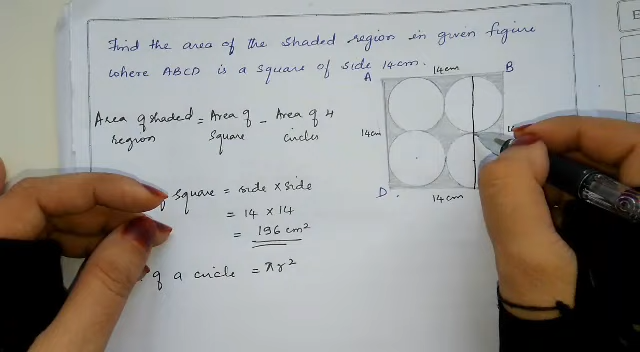 Find the area of the shaded region in given figure
where ABCD is a square of side 14cm.
A
14cm
B
Area of shaded region = Area of square - Area of 4 circles
14cm
square = side × side
= 14 × 14
= 196 cm²
D.
14 cm
of a circle = πr²